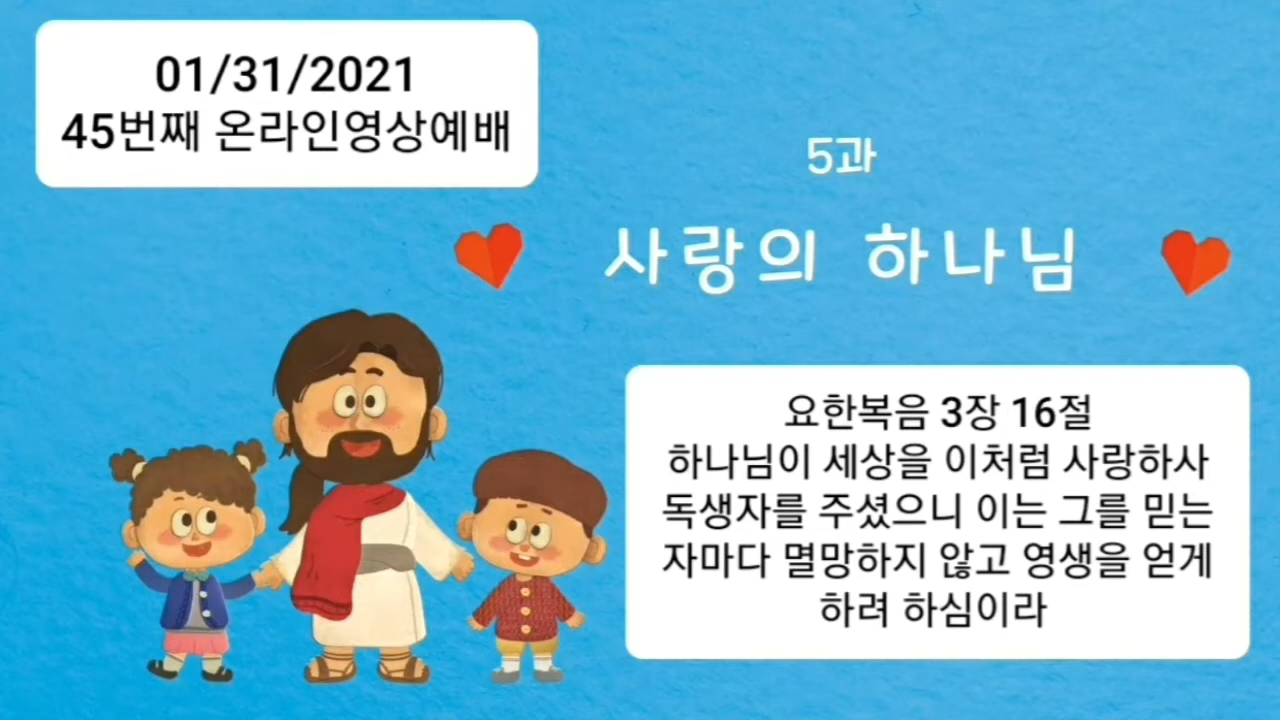 01/31/2021
45번째 온라인영상예배
5과
사랑의 하나님
요한복음 3장 16절
하나님이 세상을 이처럼 사랑하사
독생자를 주셨으니 이는 그를 믿는
자마다 멸망하지 않고 영생을 얻게
하려 하심이라